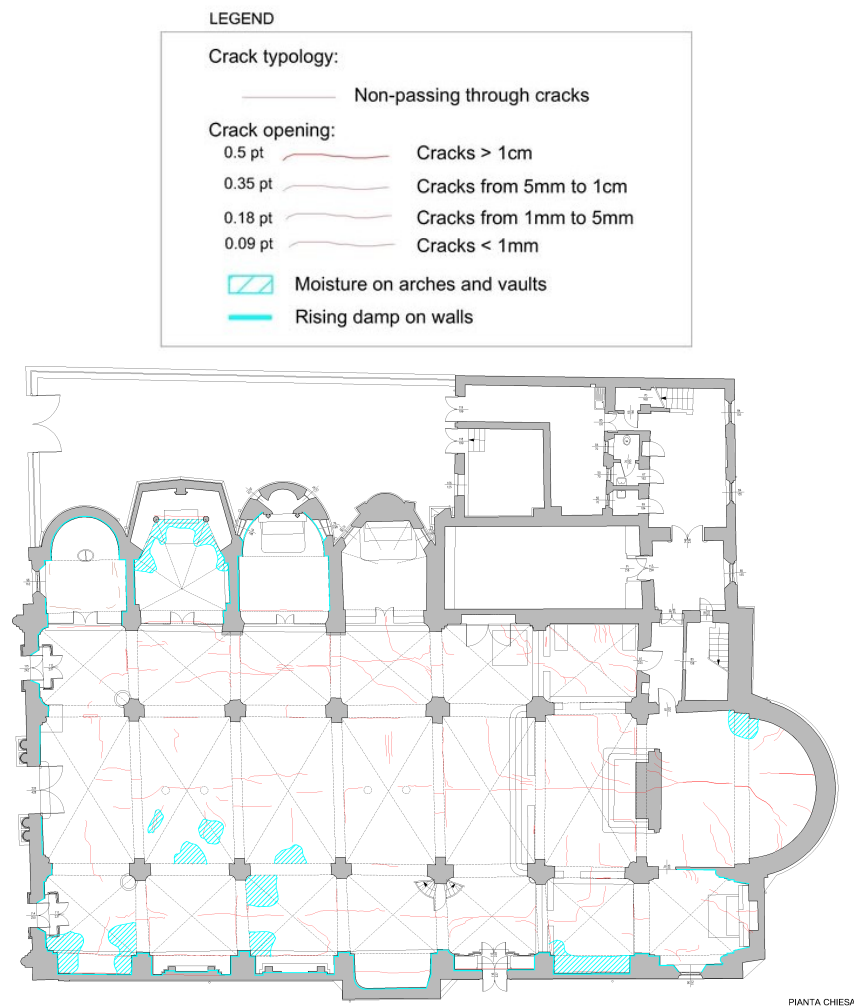 LEGEND
Crack typology:
Non-passing through cracks
Crack opening:
0.5 pt Cracks > 1cm
0.35 pt Cracks from 5mm to 1cm
0.18 pt Cracks from 1mm to 5mm
0.09 pt Cracks < 1mm
Moisture on arches and vaults
Rising damp on walls
PIANTA CHIESA